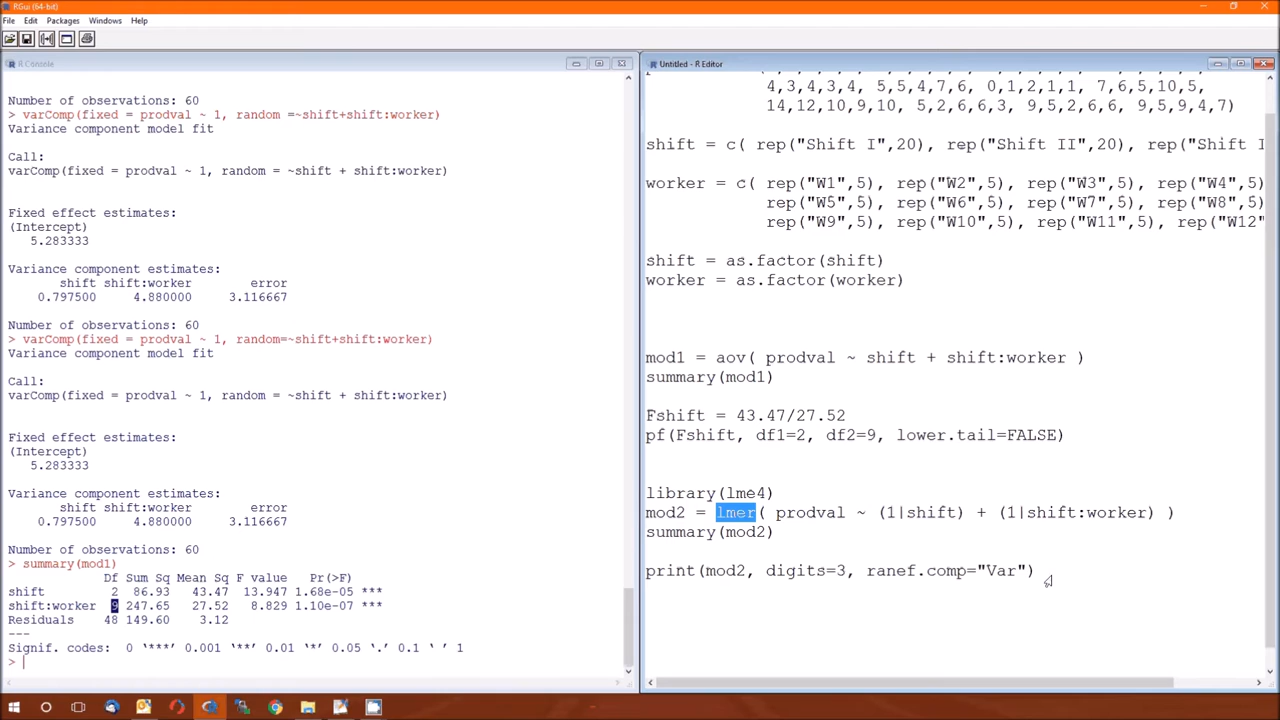 RGui (64-bit)
File Edit Packages Windows Help
R Console
Number of observations: 60
> varComp(fixed = prodval ~ 1, random =~shift+shift:worker)
Variance component model fit
Call:
varComp(fixed = prodval ~ 1, random = ~shift + shift:worker)
Fixed effect estimates:
(Intercept)
5.283333
Variance component estimates:
shift shift:worker error
0.797500 4.880000 3.116667
Number of observations: 60
> varComp(fixed = prodval ~ 1, random=~shift+shift:worker)
Variance component model fit
Call:
varComp(fixed = prodval ~ 1, random = ~shift + shift:worker)
Fixed effect estimates:
(Intercept)
5.283333
Variance component estimates:
shift shift:worker error
0.797500 4.880000 3.116667
Number of observations: 60
> summary(mod1)
Df Sum Sq Mean Sq F value Pr(>F)
shift 2 86.93 43.47 13.947 1.68e-05 ***
shift:worker 9 247.65 27.52 8.829 1.10e-07 ***
Residuals 48 149.60 3.12
---
Signif. codes: 0 ‘***’ 0.001 ‘**’ 0.01 ‘*’ 0.05 ‘.’ 0.1 ‘ ’ 1
>
Untitled - R Editor
4,3,4,3,4, 5,5,4,7,6, 0,1,2,1,1, 7,6,5,10,5,
14,12,10,9,10, 5,2,6,6,3, 9,5,2,6,6, 9,5,9,4,7)
shift = c( rep("Shift I",20), rep("Shift II",20), rep("Shift I
worker = c( rep("W1",5), rep("W2",5), rep("W3",5), rep("W4",5)
rep("W5",5), rep("W6",5), rep("W7",5), rep("W8",5)
rep("W9",5), rep("W10",5), rep("W11",5), rep("W12"
shift = as.factor(shift)
worker = as.factor(worker)
mod1 = aov( prodval ~ shift + shift:worker )
summary(mod1)
Fshift = 43.47/27.52
pf(Fshift, df1=2, df2=9, lower.tail=FALSE)
library(lme4)
mod2 = lmer( prodval ~ (1|shift) + (1|shift:worker) )
summary(mod2)
print(mod2, digits=3, ranef.comp="Var")